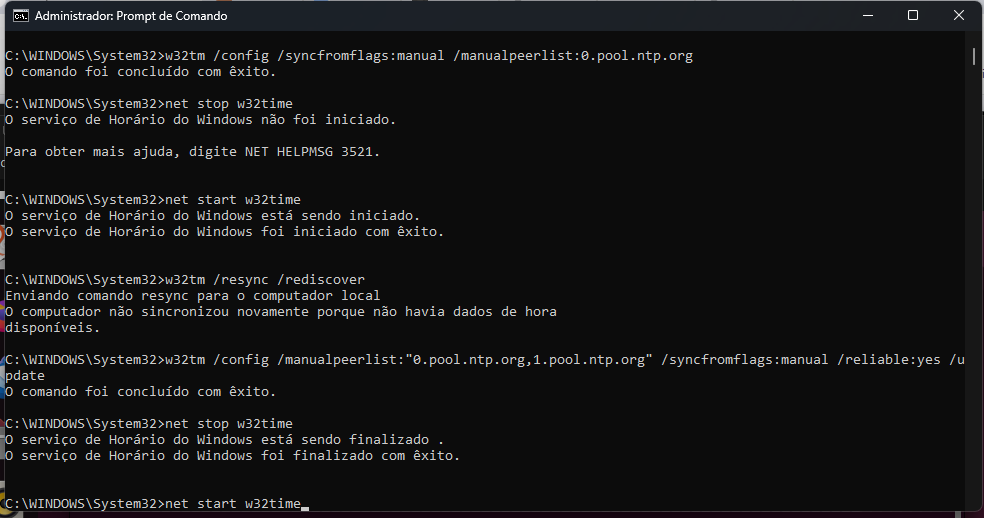 Administrador: Prompt de Comando
C:\WINDOWS\System32>w32tm /config /syncfromflags:manual /manualpeerlist:0.pool.ntp.org
O comando foi concluído com êxito.
C:\WINDOWS\System32>net stop w32time
O serviço de Horário do Windows não foi iniciado.
Para obter mais ajuda, digite NET HELPMSG 3521.
C:\WINDOWS\System32>net start w32time
O serviço de Horário do Windows está sendo iniciado.
O serviço de Horário do Windows foi iniciado com êxito.
C:\WINDOWS\System32>w32tm /resync /rediscover
Enviando comando resync para o computador local
O computador não sincronizou novamente porque não havia dados de hora
disponíveis.
C:\WINDOWS\System32>w32tm /config /manualpeerlist:"0.pool.ntp.org,1.pool.ntp.org" /syncfromflags:manual /reliable:yes /u
pdate
O comando foi concluído com êxito.
C:\WINDOWS\System32>net stop w32time
O serviço de Horário do Windows está sendo finalizado .
O serviço de Horário do Windows foi finalizado com êxito.
C:\WINDOWS\System32>net start w32time